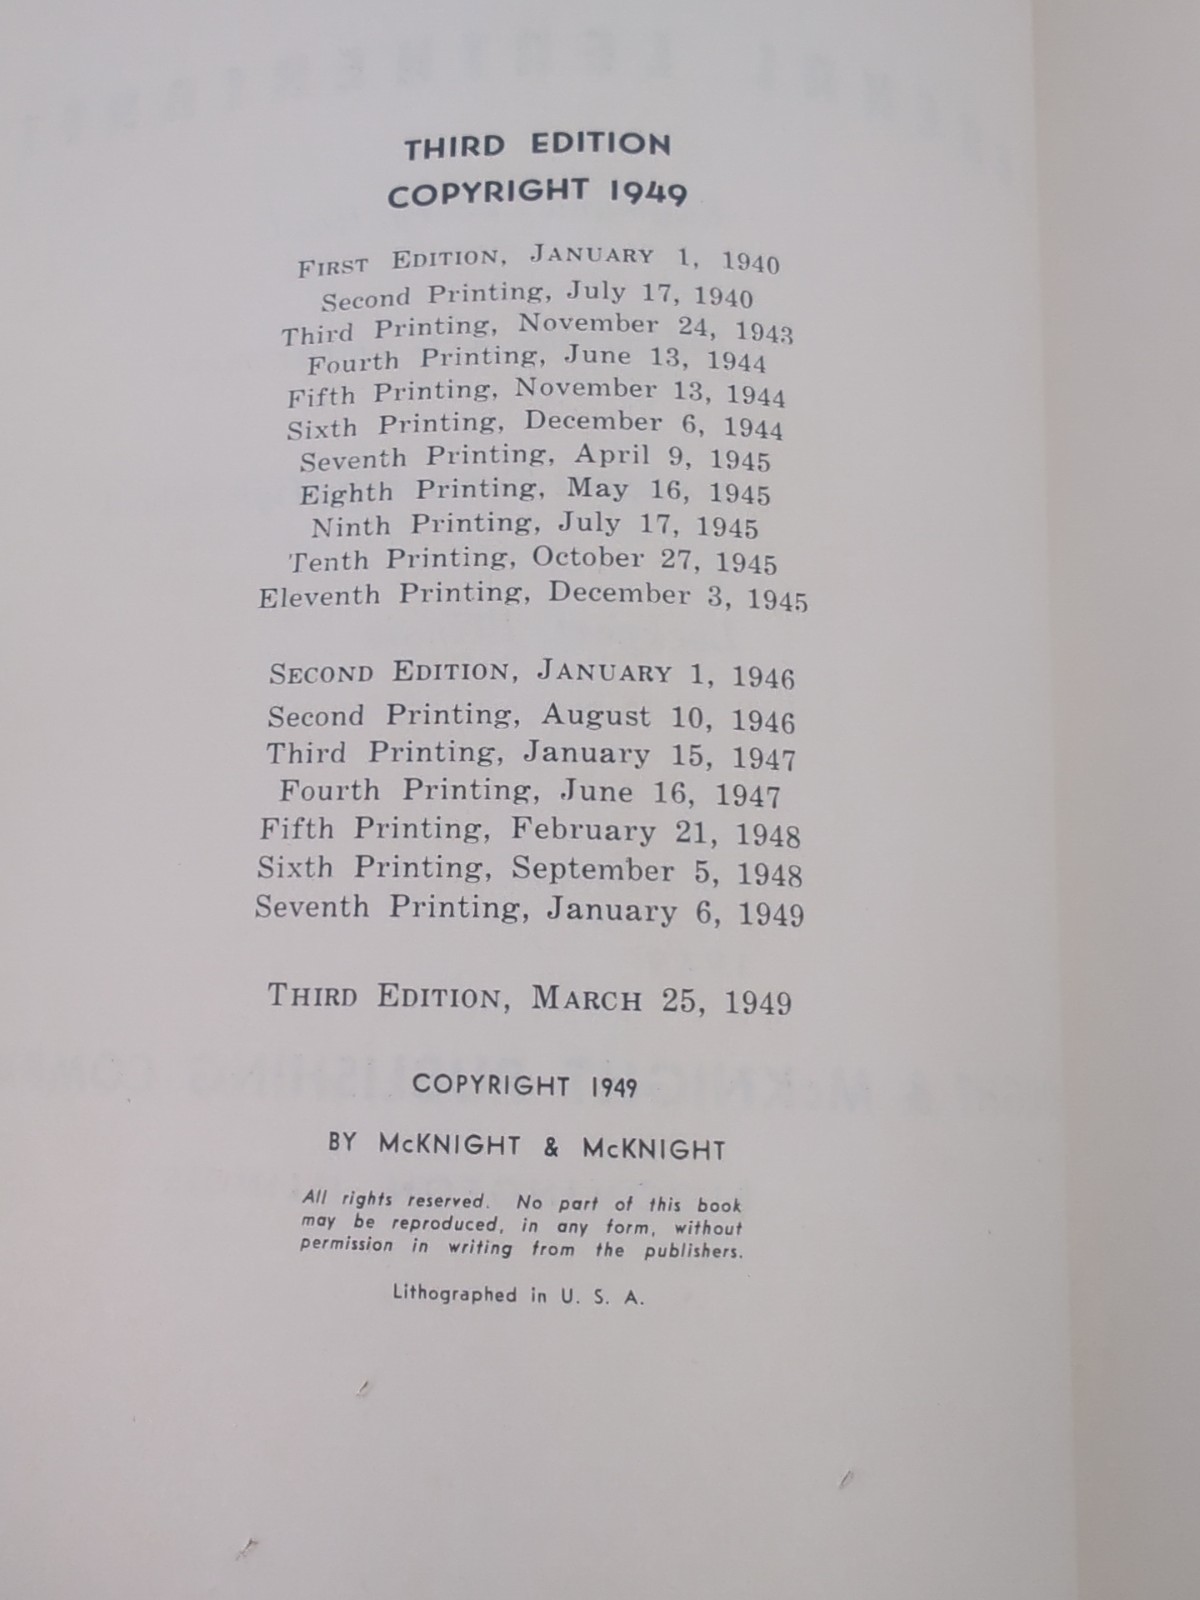 THIRD EDITION
COPYRIGHT 1949
FIRST EDITION, JANUARY 1, 1940
Second Printing, July 17, 1940
Third Printing, November 24, 1943
Fourth Printing, June 13, 1944
Fifth Printing, November 13, 1944
Sixth Printing, December 6, 1944
Seventh Printing, April 9, 1945
Eighth Printing, May 16, 1945
Ninth Printing, July 17, 1945
Tenth Printing, October 27, 1945
Eleventh Printing, December 3, 1945
SECOND EDITION, JANUARY 1, 1946
Second Printing, August 10, 1946
Third Printing, January 15, 1947
Fourth Printing, June 16, 1947
Fifth Printing, February 21, 1948
Sixth Printing, September 5, 1948
Seventh Printing, January 6, 1949
THIRD EDITION, MARCH 25, 1949
COPYRIGHT 1949
BY McKNIGHT & McKNIGHT
All rights reserved. No part of this book
may be reproduced, in any form, without
permission in writing from the publishers.
Lithographed in U. S. A.